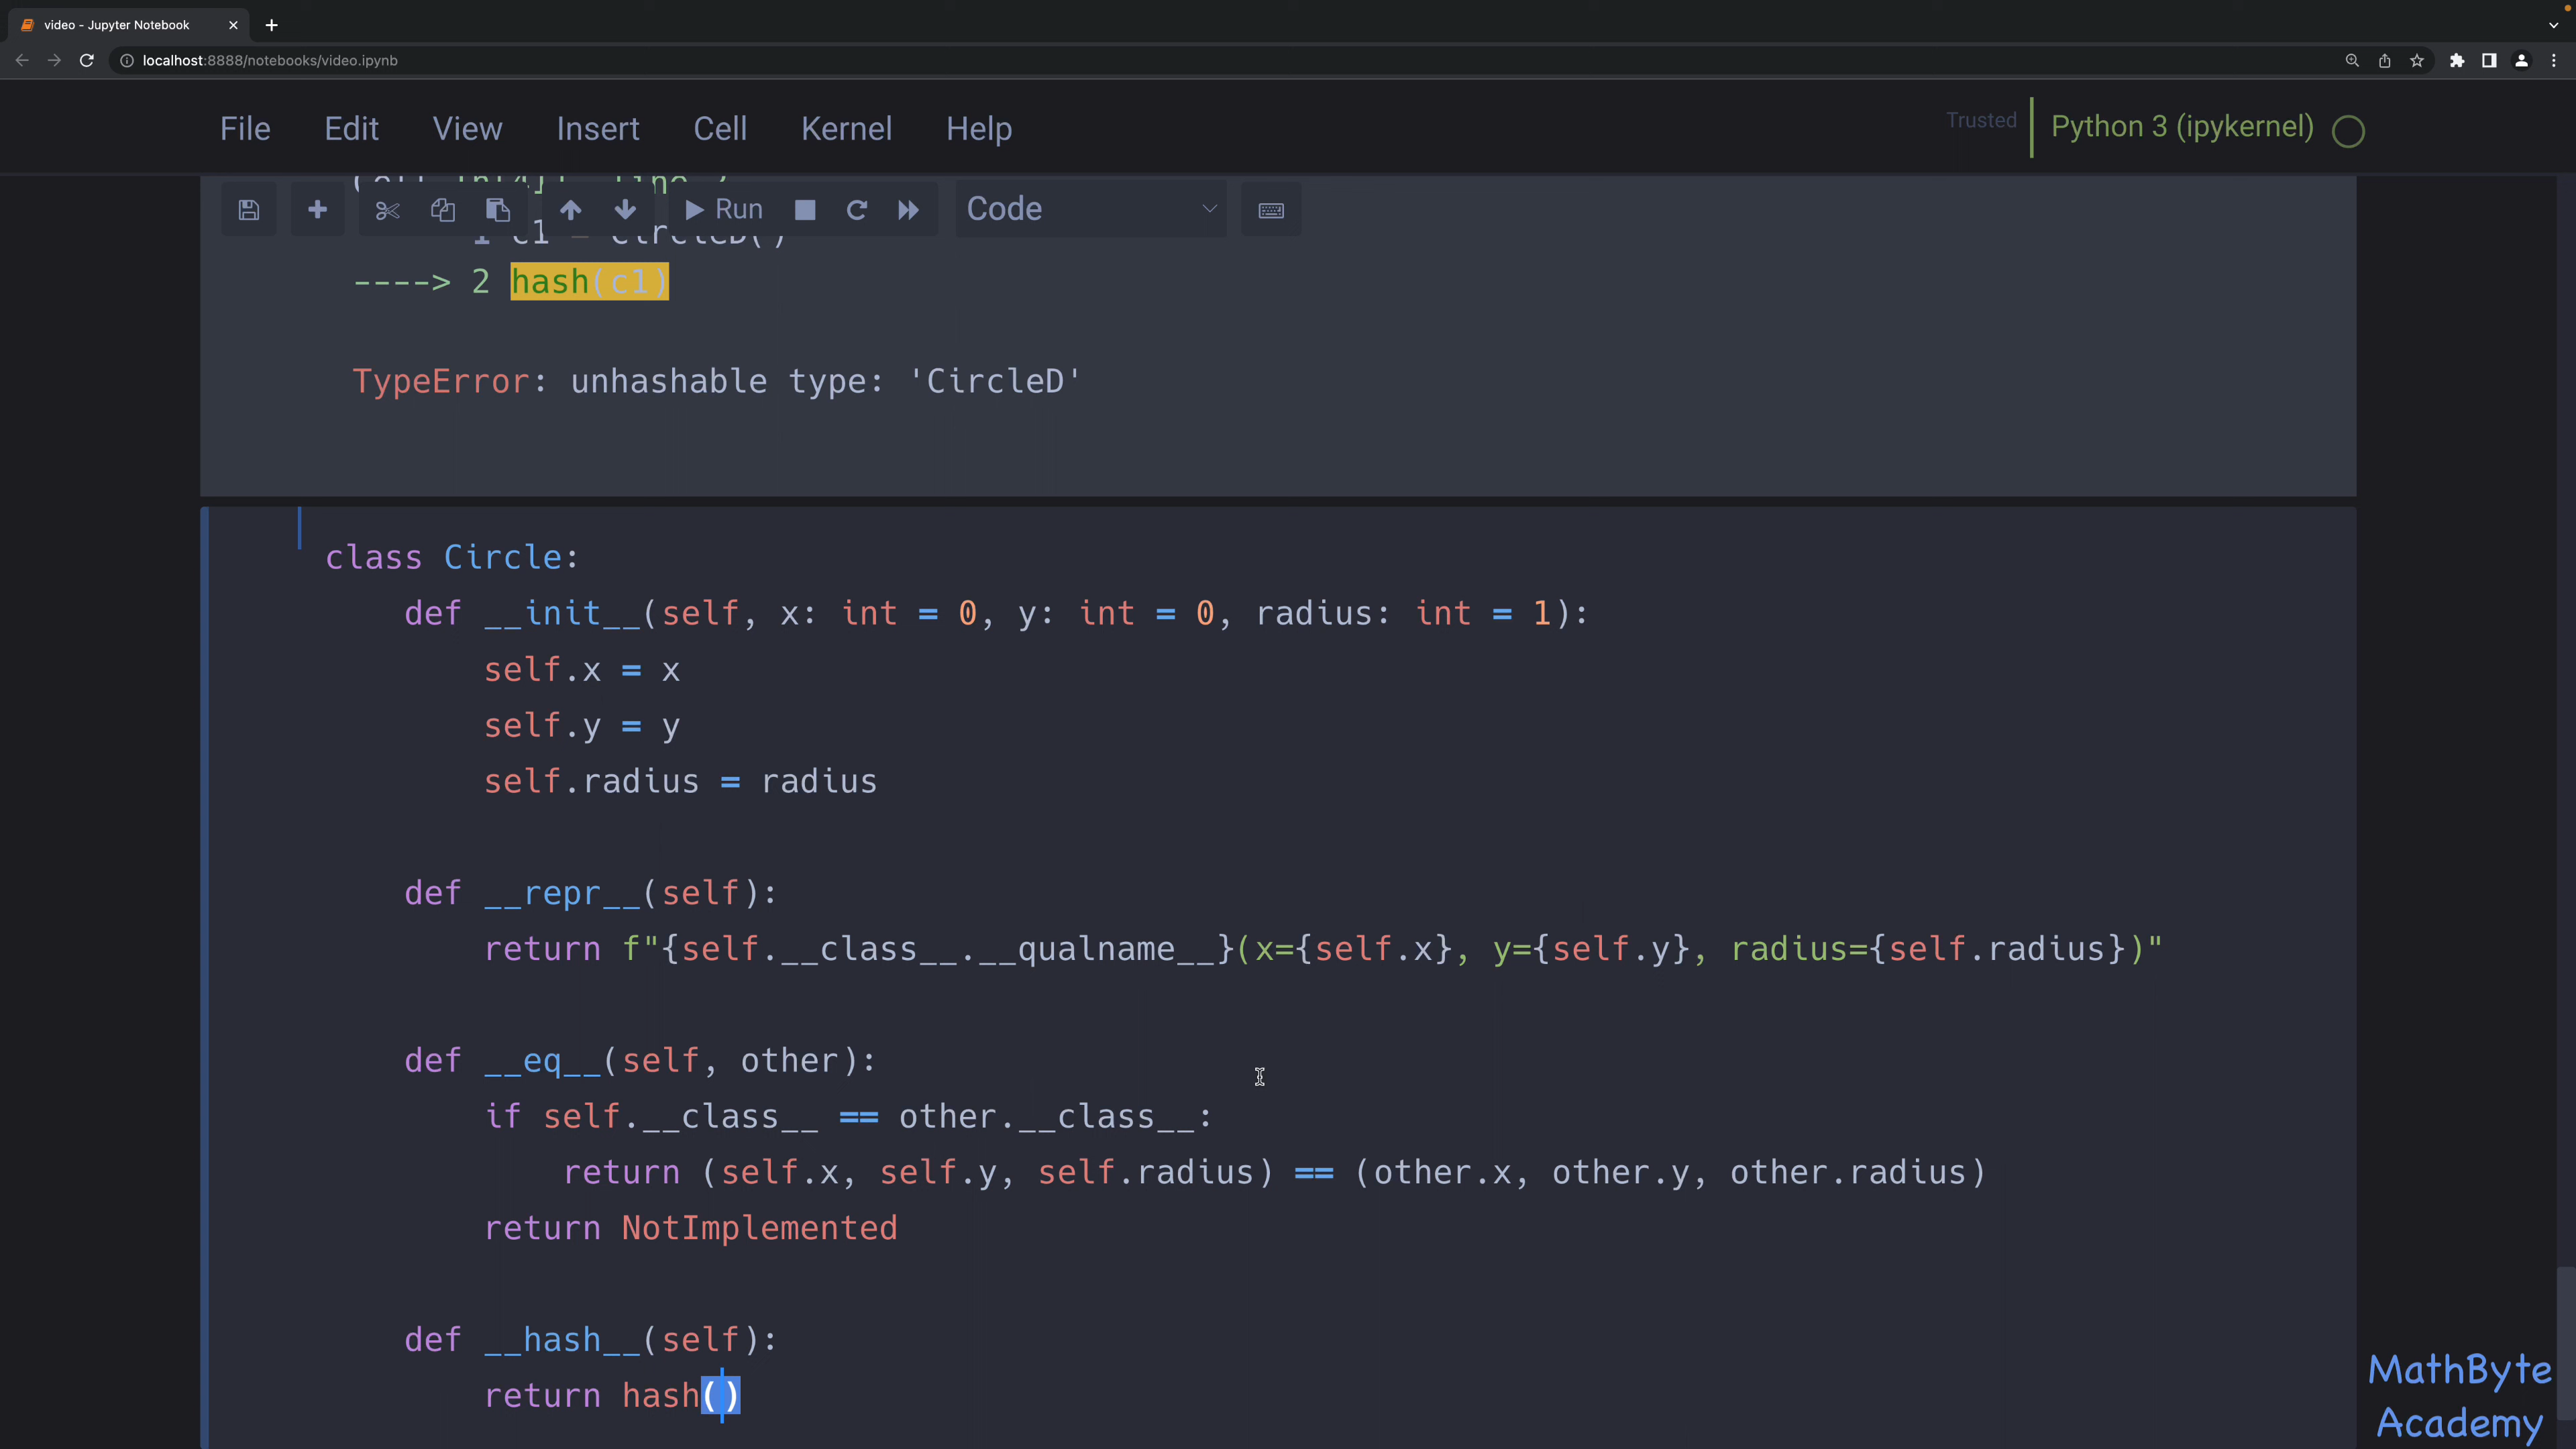 video - Jupyter Notebook
localhost:8888/notebooks/video.ipynb
File Edit View Insert Cell Kernel Help
Trusted Python 3 (ipykernel)
Run Code
1 c1 = CircleD()
----> 2 hash(c1)
TypeError: unhashable type: 'CircleD'
class Circle:
    def __init__(self, x: int = 0, y: int = 0, radius: int = 1):
        self.x = x
        self.y = y
        self.radius = radius
    def __repr__(self):
        return f"{self.__class__.__qualname__}(x={self.x}, y={self.y}, radius={self.radius})"
    def __eq__(self, other):
        if self.__class__ == other.__class__:
            return (self.x, self.y, self.radius) == (other.x, other.y, other.radius)
        return NotImplemented
    def __hash__(self):
        return hash()
MathByte
Academy